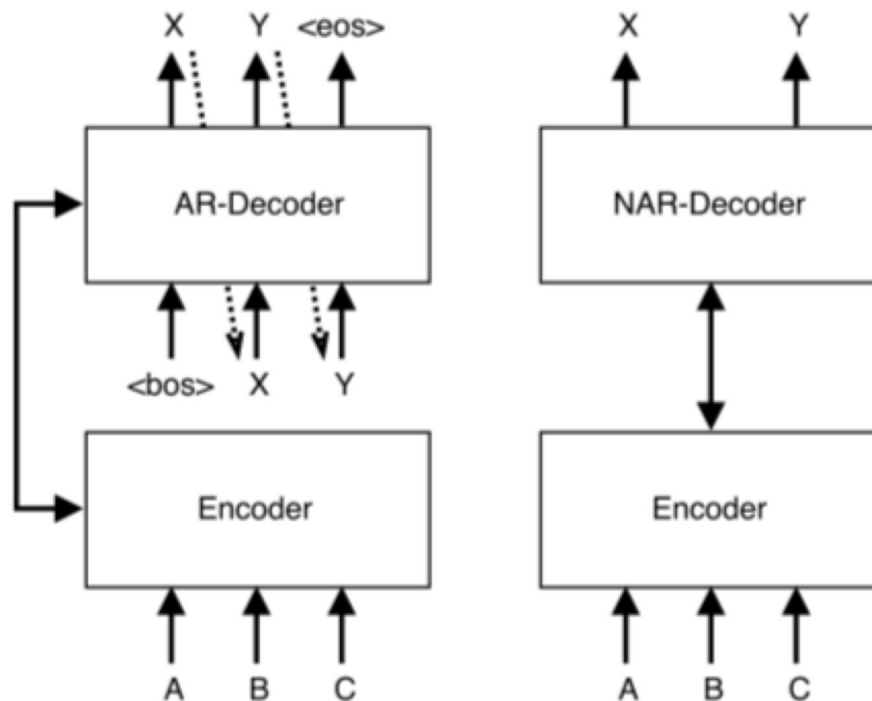 X Y <eos> X Y
AR-Decoder NAR-Decoder
<bos> X Y
Encoder Encoder
A B C A B C